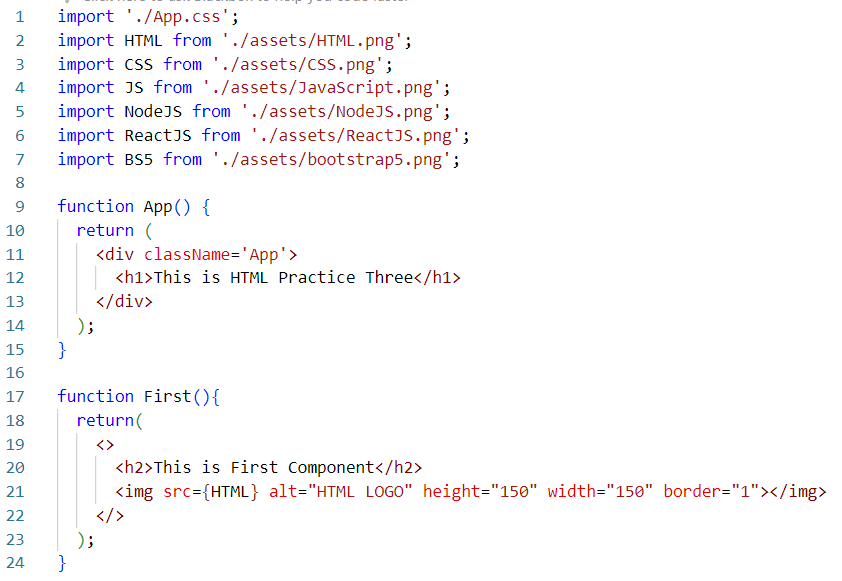 import './App.css';
import HTML from './assets/HTML.png';
import CSS from './assets/CSS.png';
import JS from './assets/JavaScript.png';
import NodeJS from './assets/NodeJS.png';
import ReactJS from './assets/ReactJS.png';
import BS5 from './assets/bootstrap5.png';

function App() {
  return (
    <div className='App'>
      <h1>This is HTML Practice Three</h1>
    </div>
  );
}

function First(){
  return(
    <>
      <h2>This is First Component</h2>
      <img src={HTML} alt="HTML LOGO" height="150" width="150" border="1"></img>
    </>
  );
}